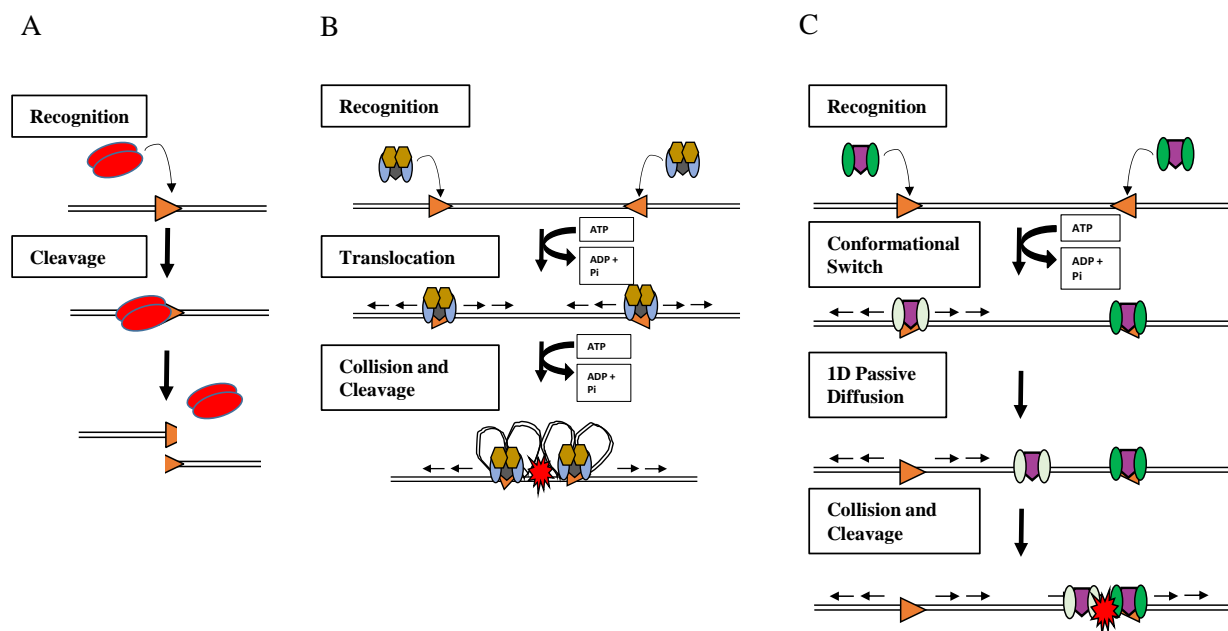 A
Recognition
Cleavage
B
Recognition
ATP
ADP +
Pi
Translocation
ATP
ADP +
Pi
Collision and
Cleavage
C
Recognition
ATP
ADP +
Pi
Conformational
Switch
1D Passive
Diffusion
Collision and
Cleavage